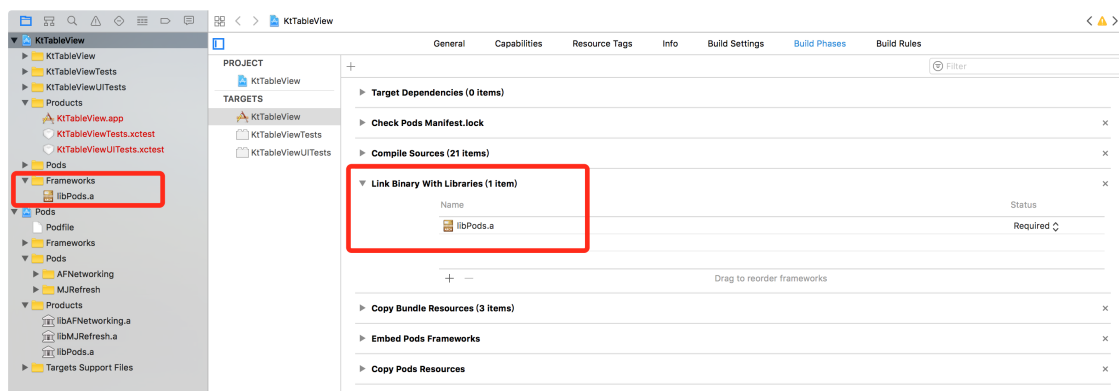 KtTableView
KtTableView
KtTableView
KtTableViewTests
KtTableViewUITests
Products
KtTableView.app
KtTableViewTests.xctest
KtTableViewUITests.xctest
Pods
Frameworks
libPods.a
Pods
Podfile
Frameworks
Pods
AFNetworking
MJRefresh
Products
libAFNetworking.a
libMJRefresh.a
libPods.a
Targets Support Files
General Capabilities Resource Tags Info Build Settings Build Phases Build Rules
PROJECT
KtTableView
TARGETS
KtTableView
KtTableViewTests
KtTableViewUITests
Filter
Target Dependencies (0 items)
Check Pods Manifest.lock
Compile Sources (21 items)
Link Binary With Libraries (1 item)
Name Status
libPods.a Required
Drag to reorder frameworks
Copy Bundle Resources (3 items)
Embed Pods Frameworks
Copy Pods Resources